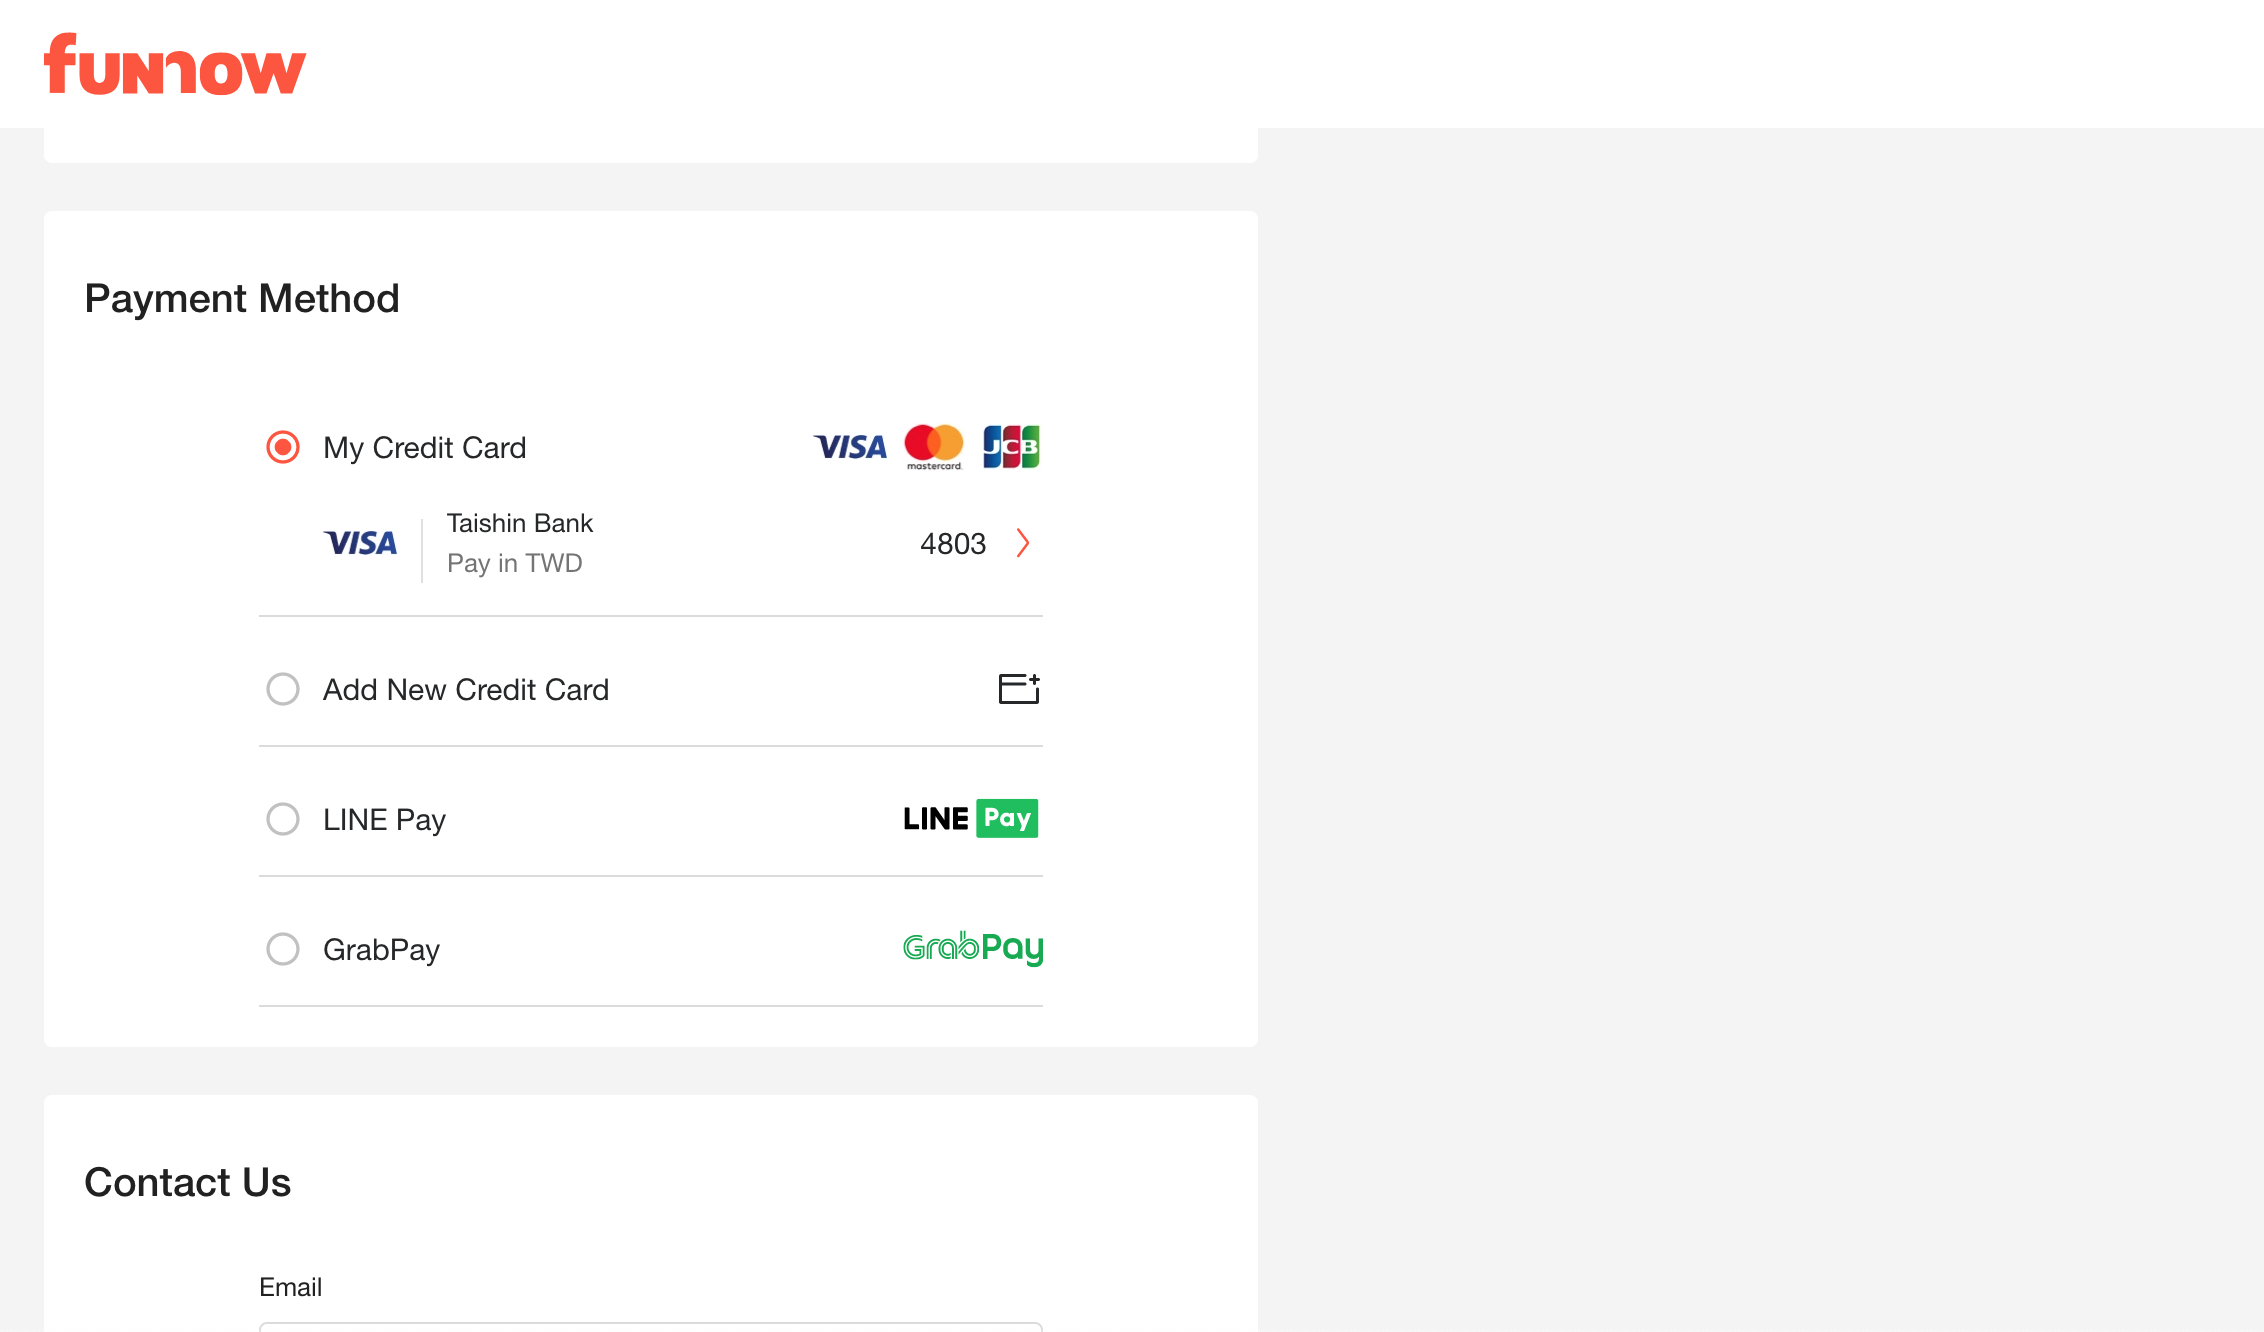 funnow
Payment Method
My Credit Card VISA mastercard. JCB
VISA Taishin Bank 4803
Pay in TWD
Add New Credit Card
LINE Pay LINE Pay
GrabPay GrabPay
Contact Us
Email